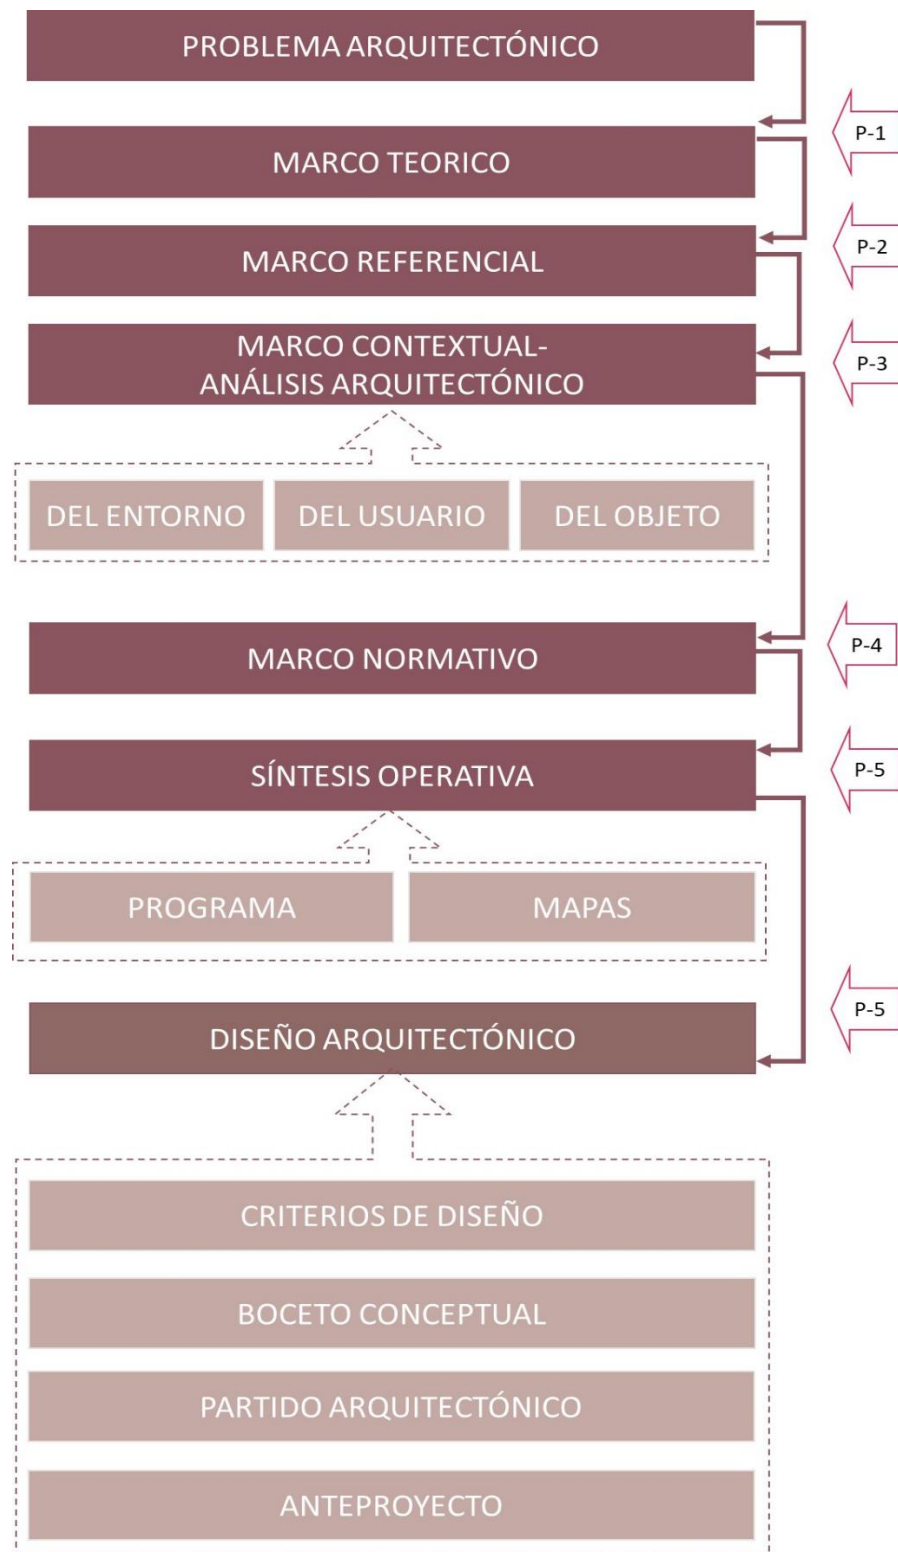 PROBLEMA ARQUITECTÓNICO
P-1
MARCO TEORICO
P-2
MARCO REFERENCIAL
MARCO CONTEXTUAL-
ANÁLISIS ARQUITECTÓNICO
P-3
DEL ENTORNO
DEL USUARIO
DEL OBJETO
P-4
MARCO NORMATIVO
P-5
SÍNTESIS OPERATIVA
PROGRAMA
MAPAS
P-5
DISEÑO ARQUITECTÓNICO
CRITERIOS DE DISEÑO
BOCETO CONCEPTUAL
PARTIDO ARQUITECTÓNICO
ANTEPROYECTO